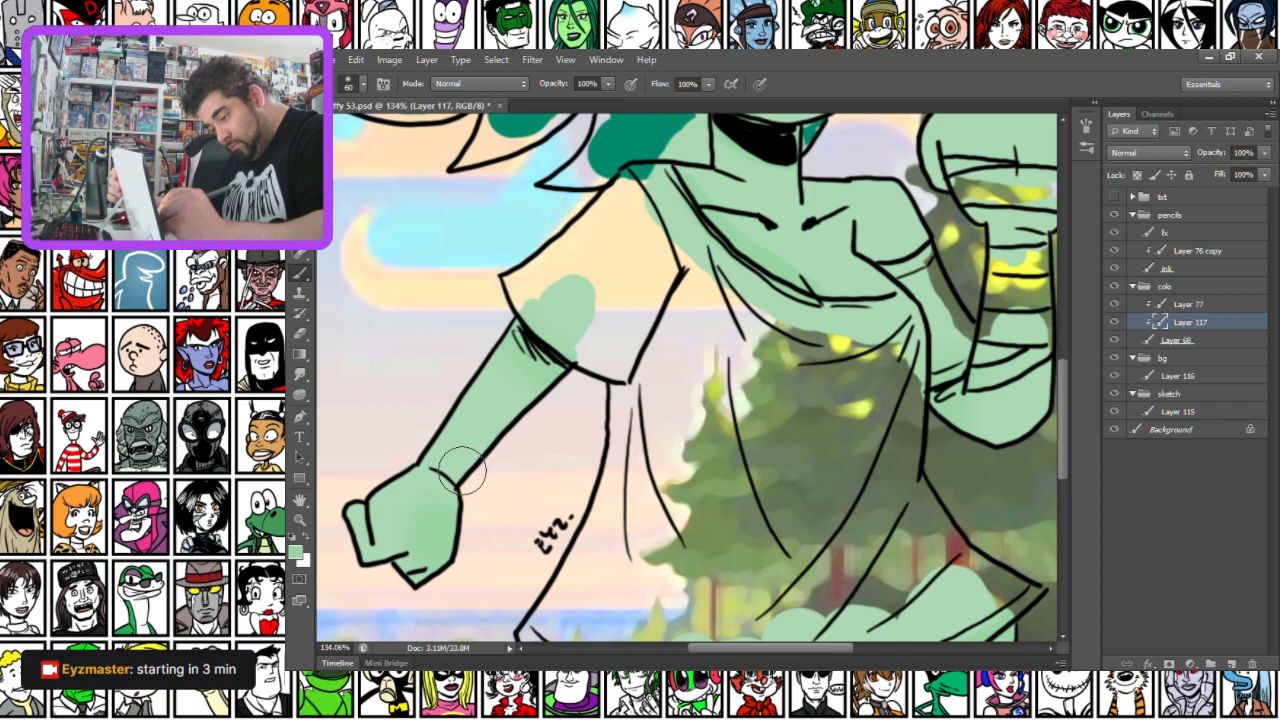 Edit Image Layer Type Select Filter View Window Help
60 Mode: Normal Opacity: 100% Flow: 100% Essentials
ffy 53.psd @ 134% (Layer 117, RGB/8) * ×
Layers Channels
Kind
Normal Opacity: 100%
Lock: Fill: 100%
txt
pencils
fx
Layer 76 copy
ink
colo
Layer 77
Layer 117
Layer 68
bg
Layer 116
sketch
Layer 115
Background
EYZ.
134.06% Doc: 3.11M/33.8M
Timeline Mini Bridge
Eyzmaster: starting in 3 min